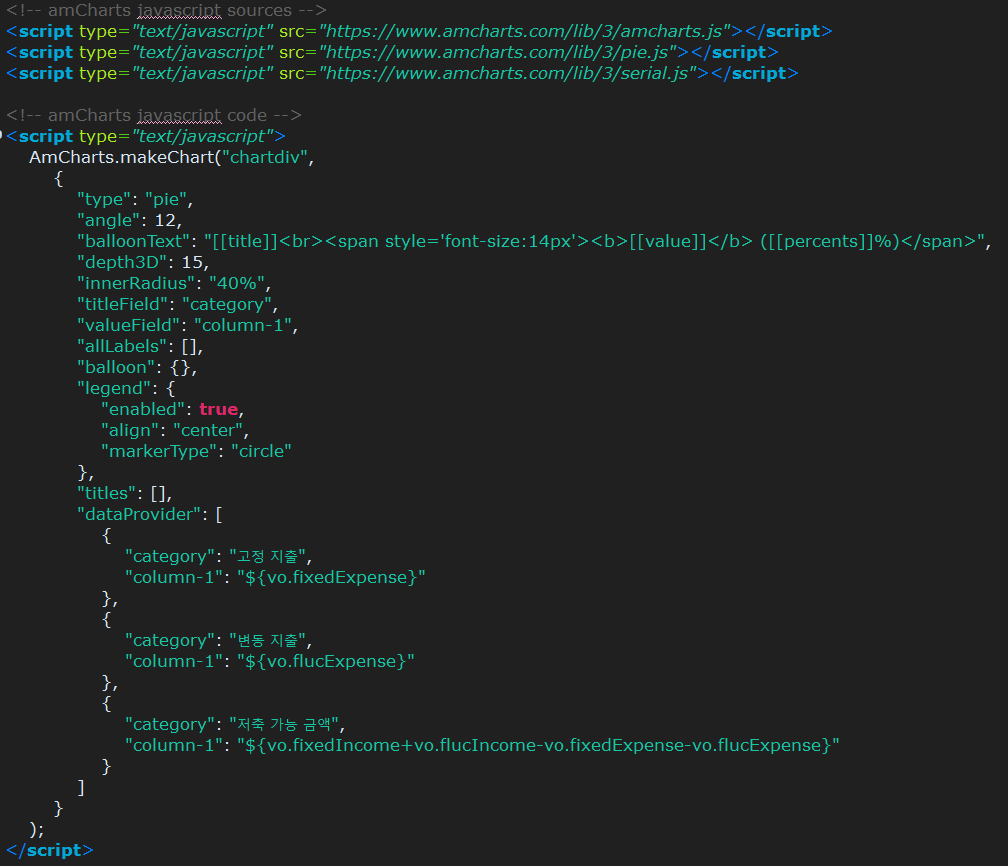 <!-- amCharts javascript sources -->
<script type="text/javascript" src="https://www.amcharts.com/lib/3/amcharts.js"></script>
<script type="text/javascript" src="https://www.amcharts.com/lib/3/pie.js"></script>
<script type="text/javascript" src="https://www.amcharts.com/lib/3/serial.js"></script>

<!-- amCharts javascript code -->
<script type="text/javascript">
AmCharts.makeChart("chartdiv",
{
"type": "pie",
"angle": 12,
"balloonText": "[[title]]<br><span style='font-size:14px'><b>[[value]]</b> ([[percents]]%)</span>",
"depth3D": 15,
"innerRadius": "40%",
"titleField": "category",
"valueField": "column-1",
"allLabels": [],
"balloon": {},
"legend": {
"enabled": true,
"align": "center",
"markerType": "circle"
},
"titles": [],
"dataProvider": [
{
"category": "고정 지출",
"column-1": "${vo.fixedExpense}"
},
{
"category": "변동 지출",
"column-1": "${vo.flucExpense}"
},
{
"category": "저축 가능 금액",
"column-1": "${vo.fixedIncome+vo.flucIncome-vo.fixedExpense-vo.flucExpense}"
}
]
}
);
</script>